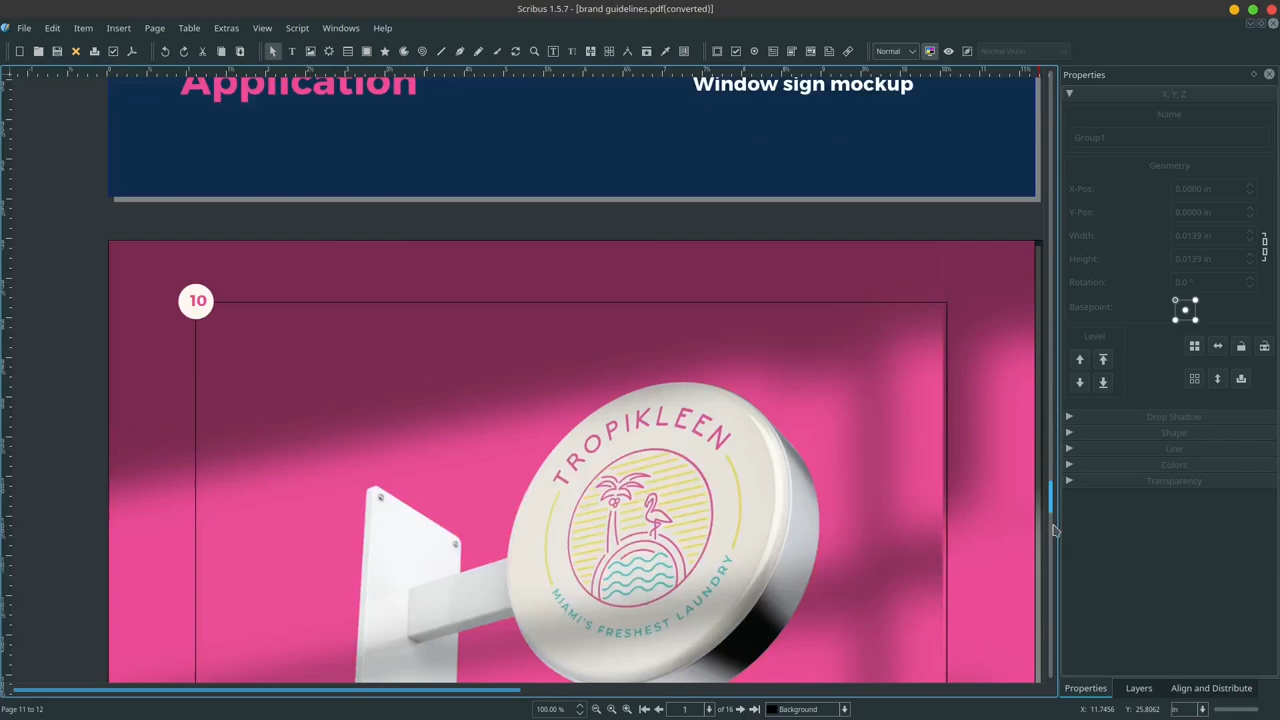 Scribus 1.5.7 - [brand guidelines.pdf(converted)]
File Edit Item Insert Page Table Extras View Script Windows Help
Normal
Normal Vision
Application
Window sign mockup
10
TROPIKLEEN
MIAMI'S FRESHEST LAUNDRY
Properties
X, Y, Z
Name
Group1
Geometry
X-Pos: 0.0000 in
Y-Pos: 0.0000 in
Width: 0.0139 in
Height: 0.0139 in
Rotation: 0.0 °
Basepoint:
Level
Drop Shadow
Shape
Line
Colors
Transparency
Properties Layers Align and Distribute
Page 11 to 12
100.00 %
1
of 16
Background
X: 11.7456 Y: 25.8062 in